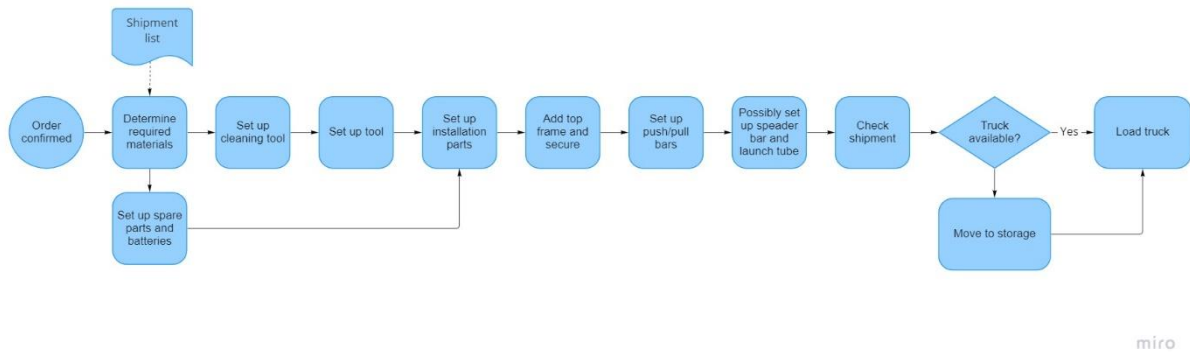 Shipment
list
Order
confirmed
Determine
required
materials
Set up
cleaning tool
Set up tool
Set up
installation
parts
Add top
frame and
secure
Set up
push/pull
bars
Possibly set
up speader
bar and
launch tube
Check
shipment
Truck
available?
Yes
Load truck
Set up spare
parts and
batteries
Move to storage
miro